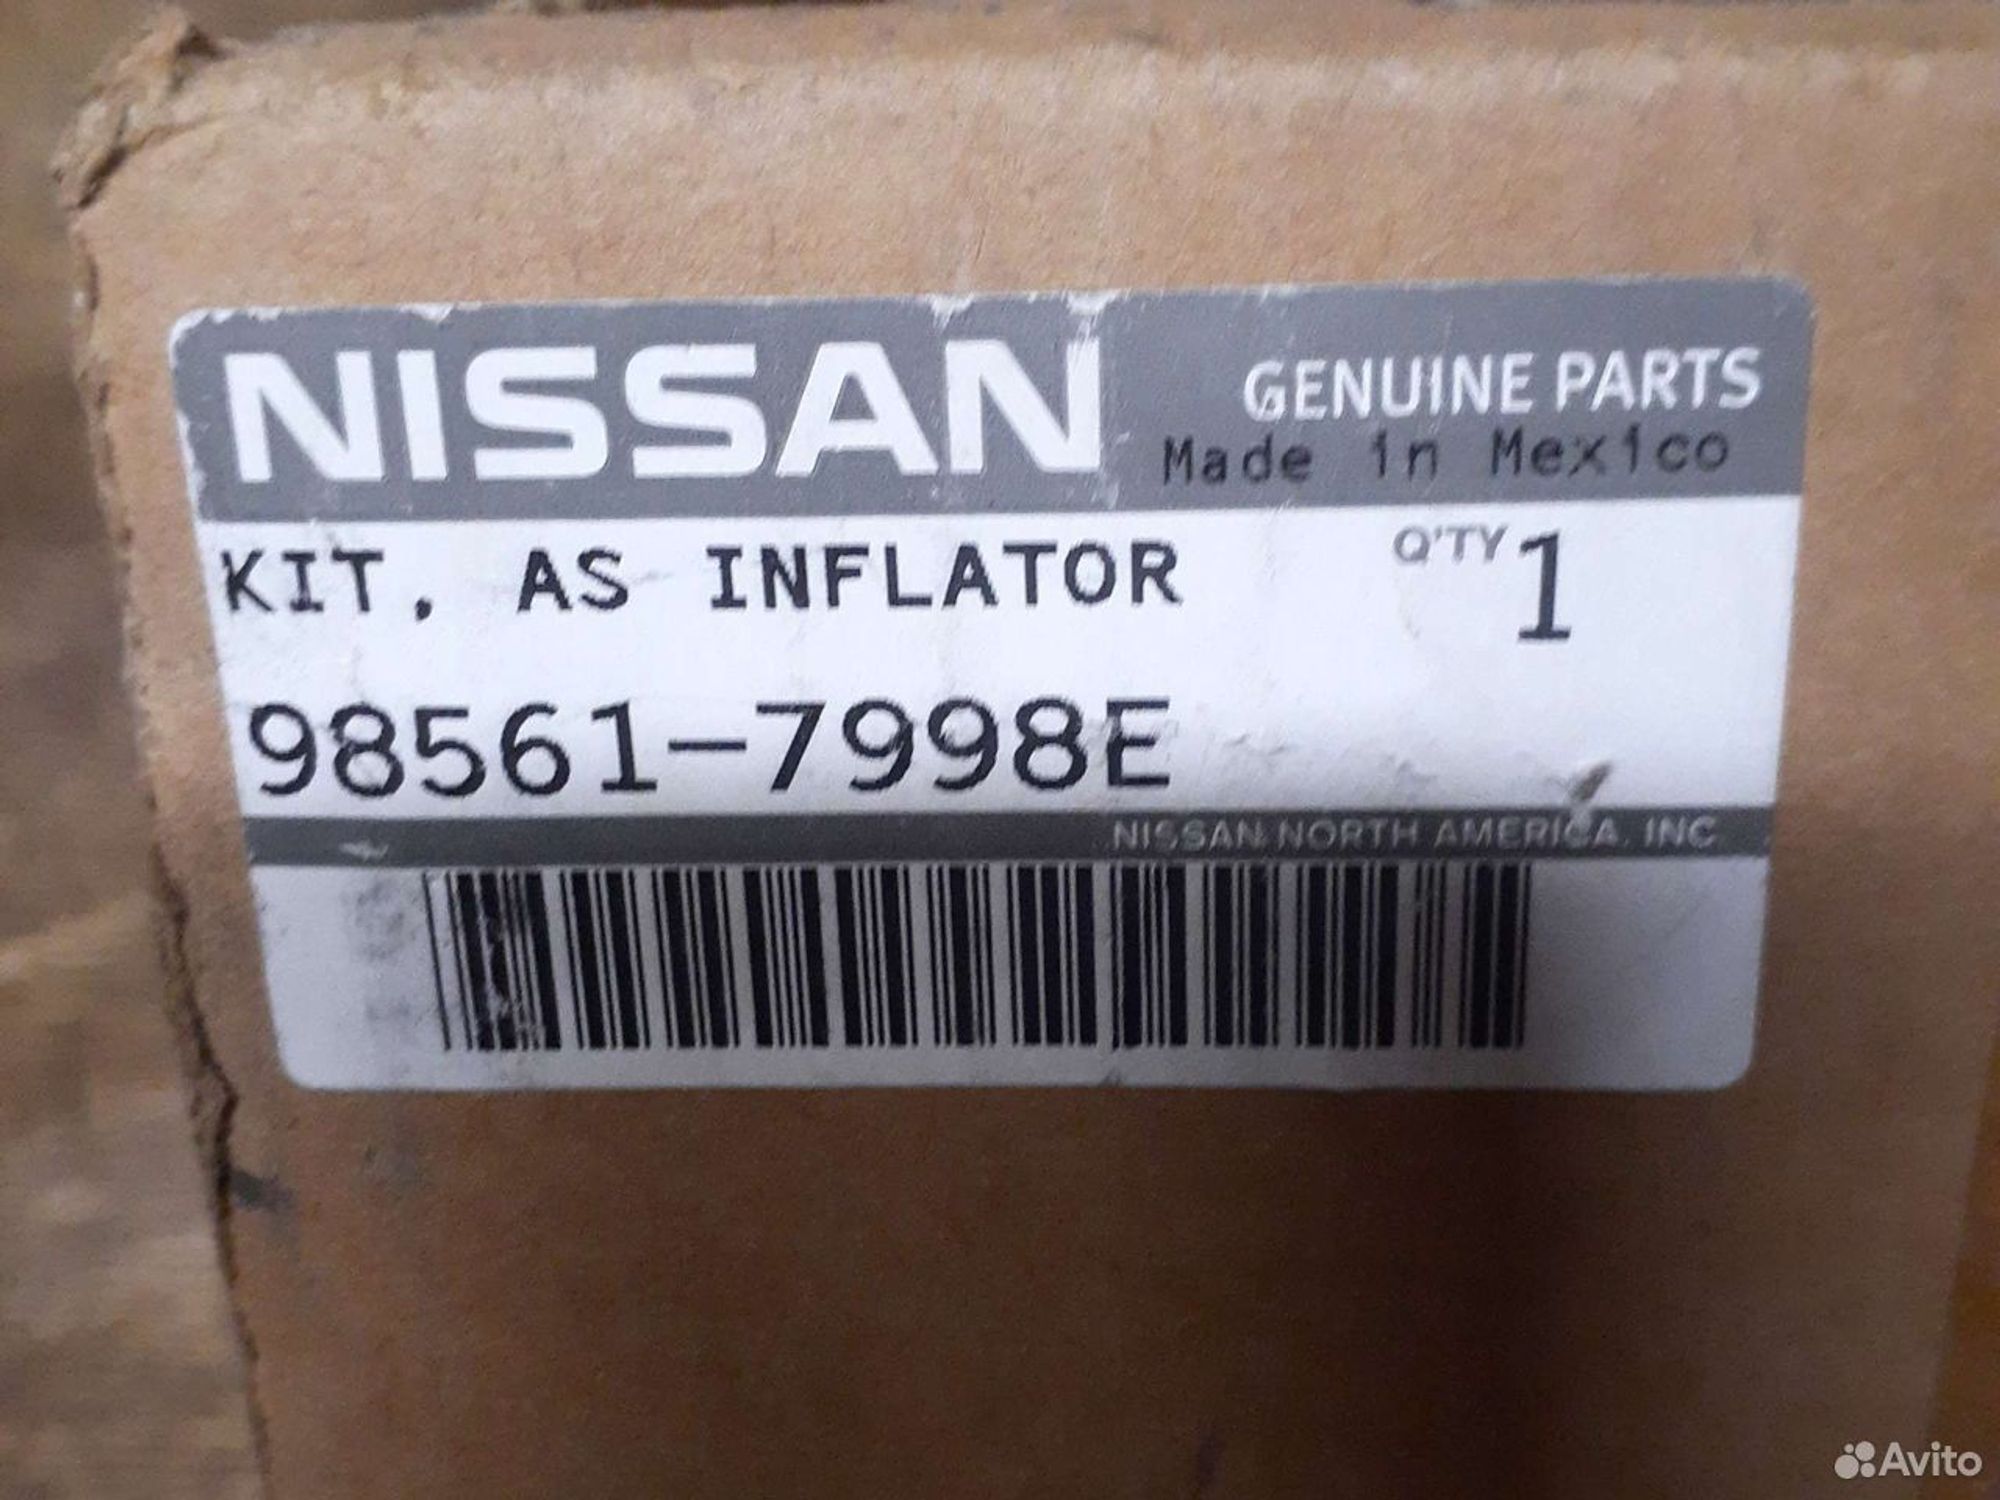 NISSAN GENUINE PARTS
Made in Mexico
KIT, AS INFLATOR Q'TY 1
98561-7998E
NISSAN NORTH AMERICA, INC
Avito